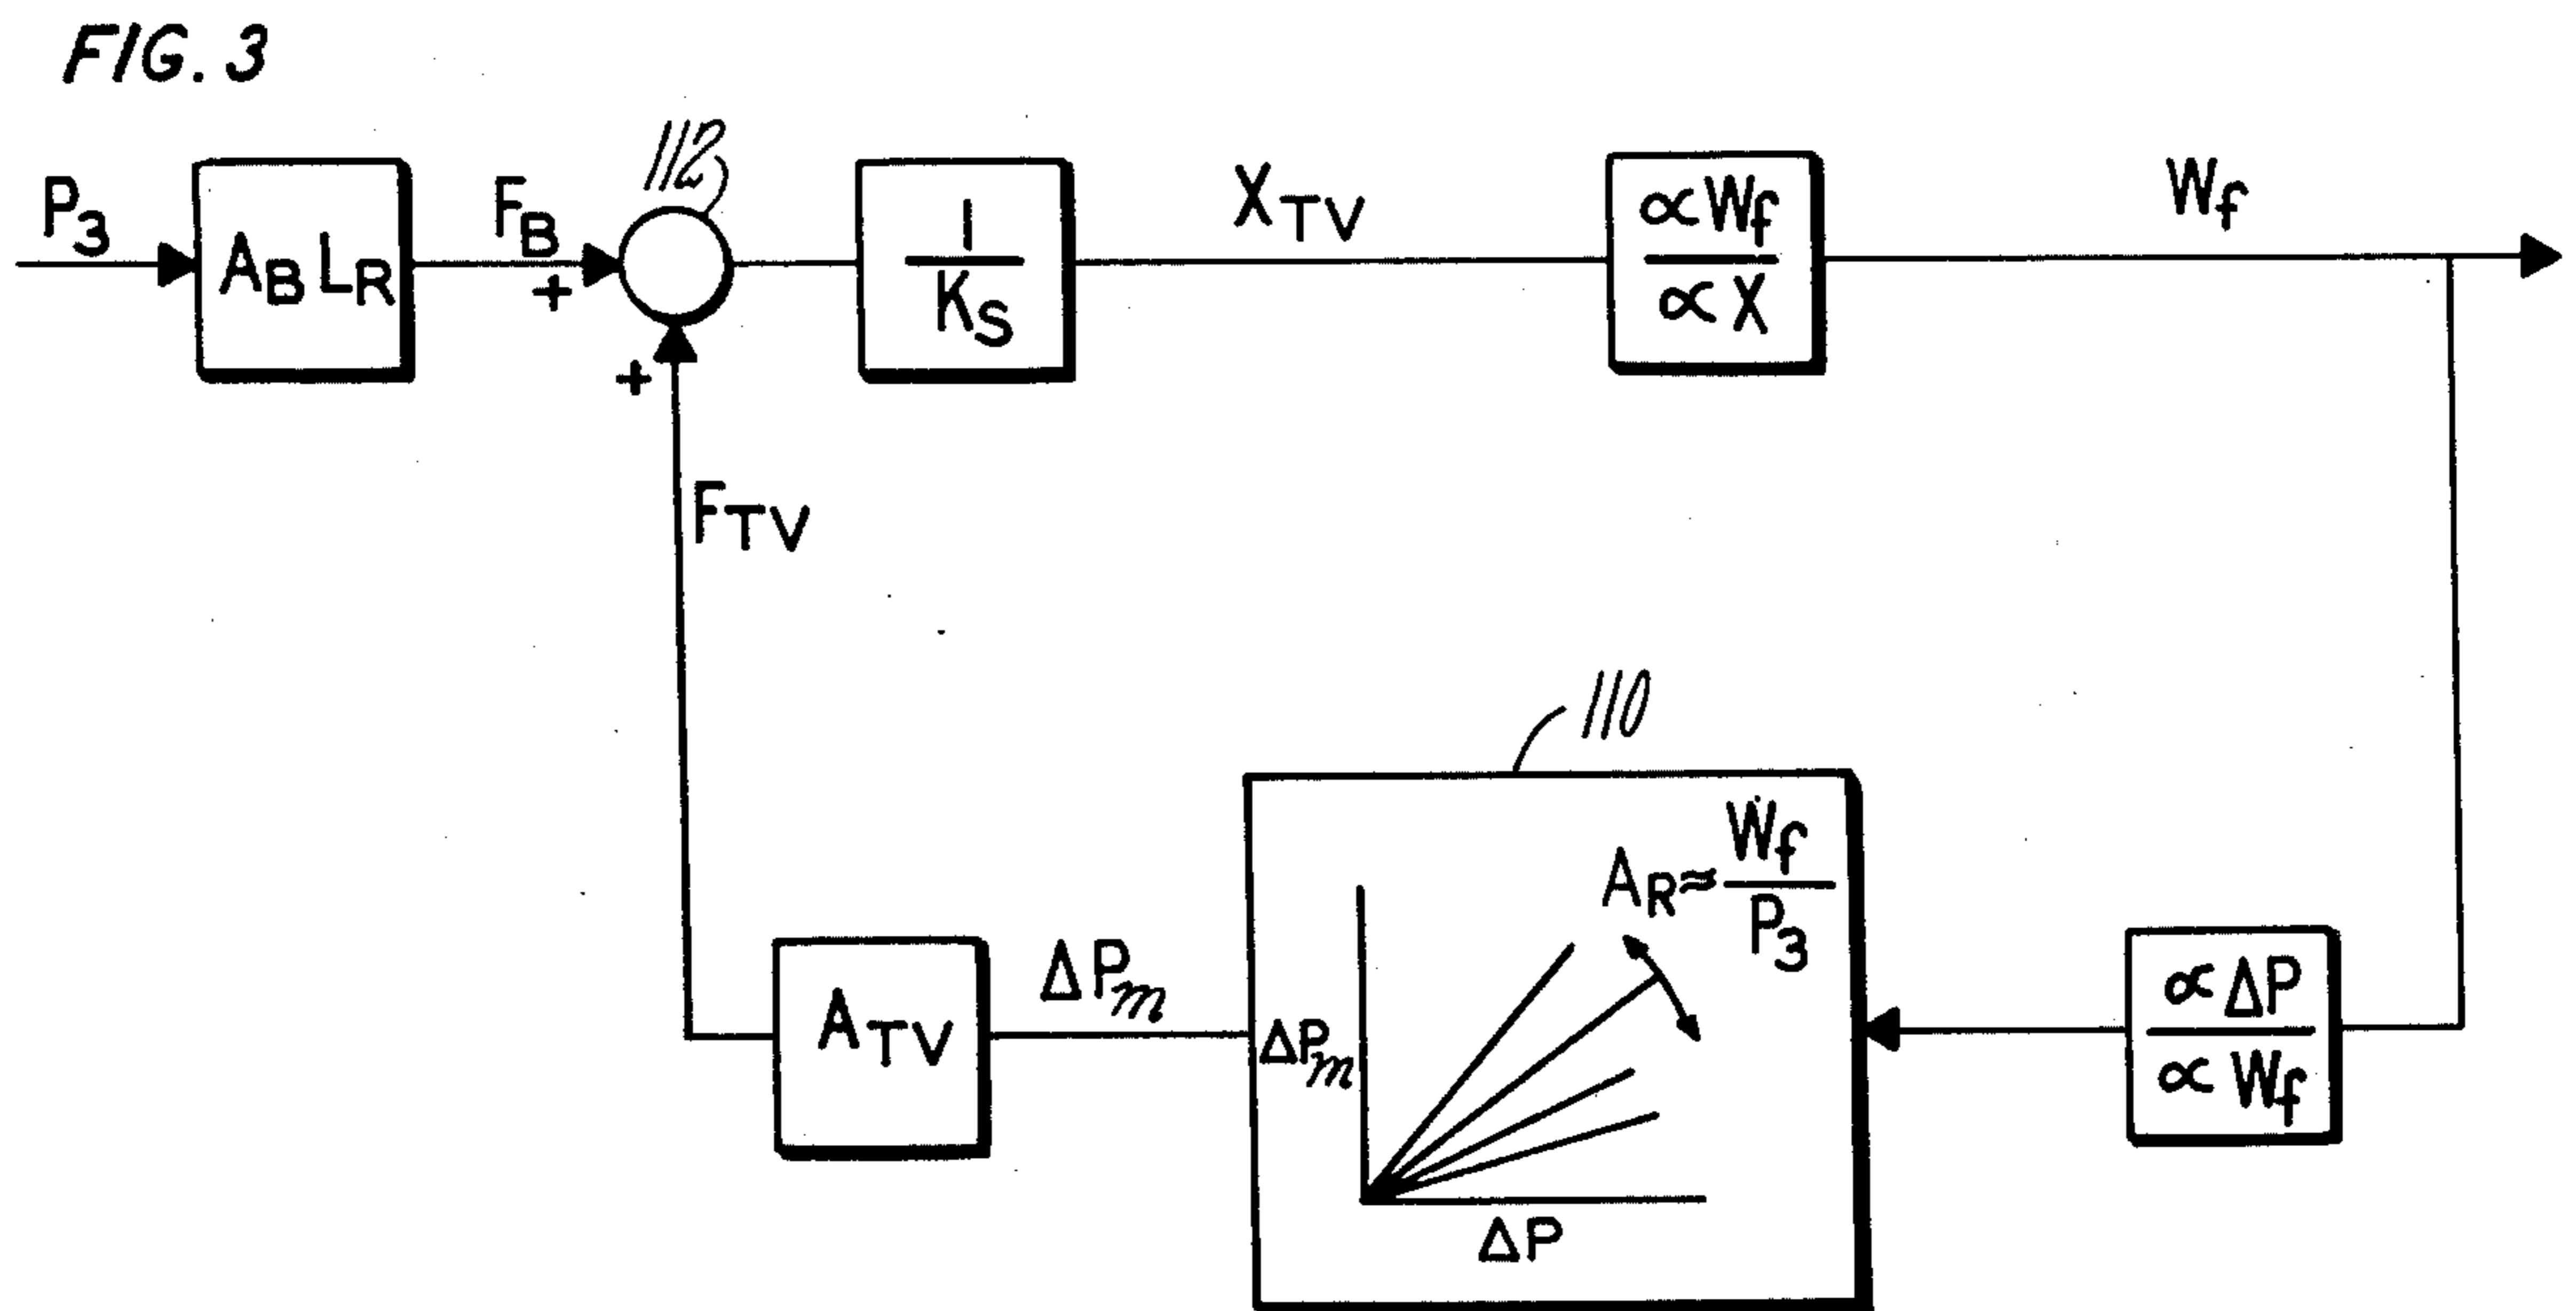 FIG. 3
112
P3
AB LR
FB
+
+
1
KS
XTV
∝ Wf
∝ X
Wf
FTV
110
AR ≈ Wf
P3
ΔPm
ΔP
ATV
ΔPm
∝ ΔP
∝ Wf